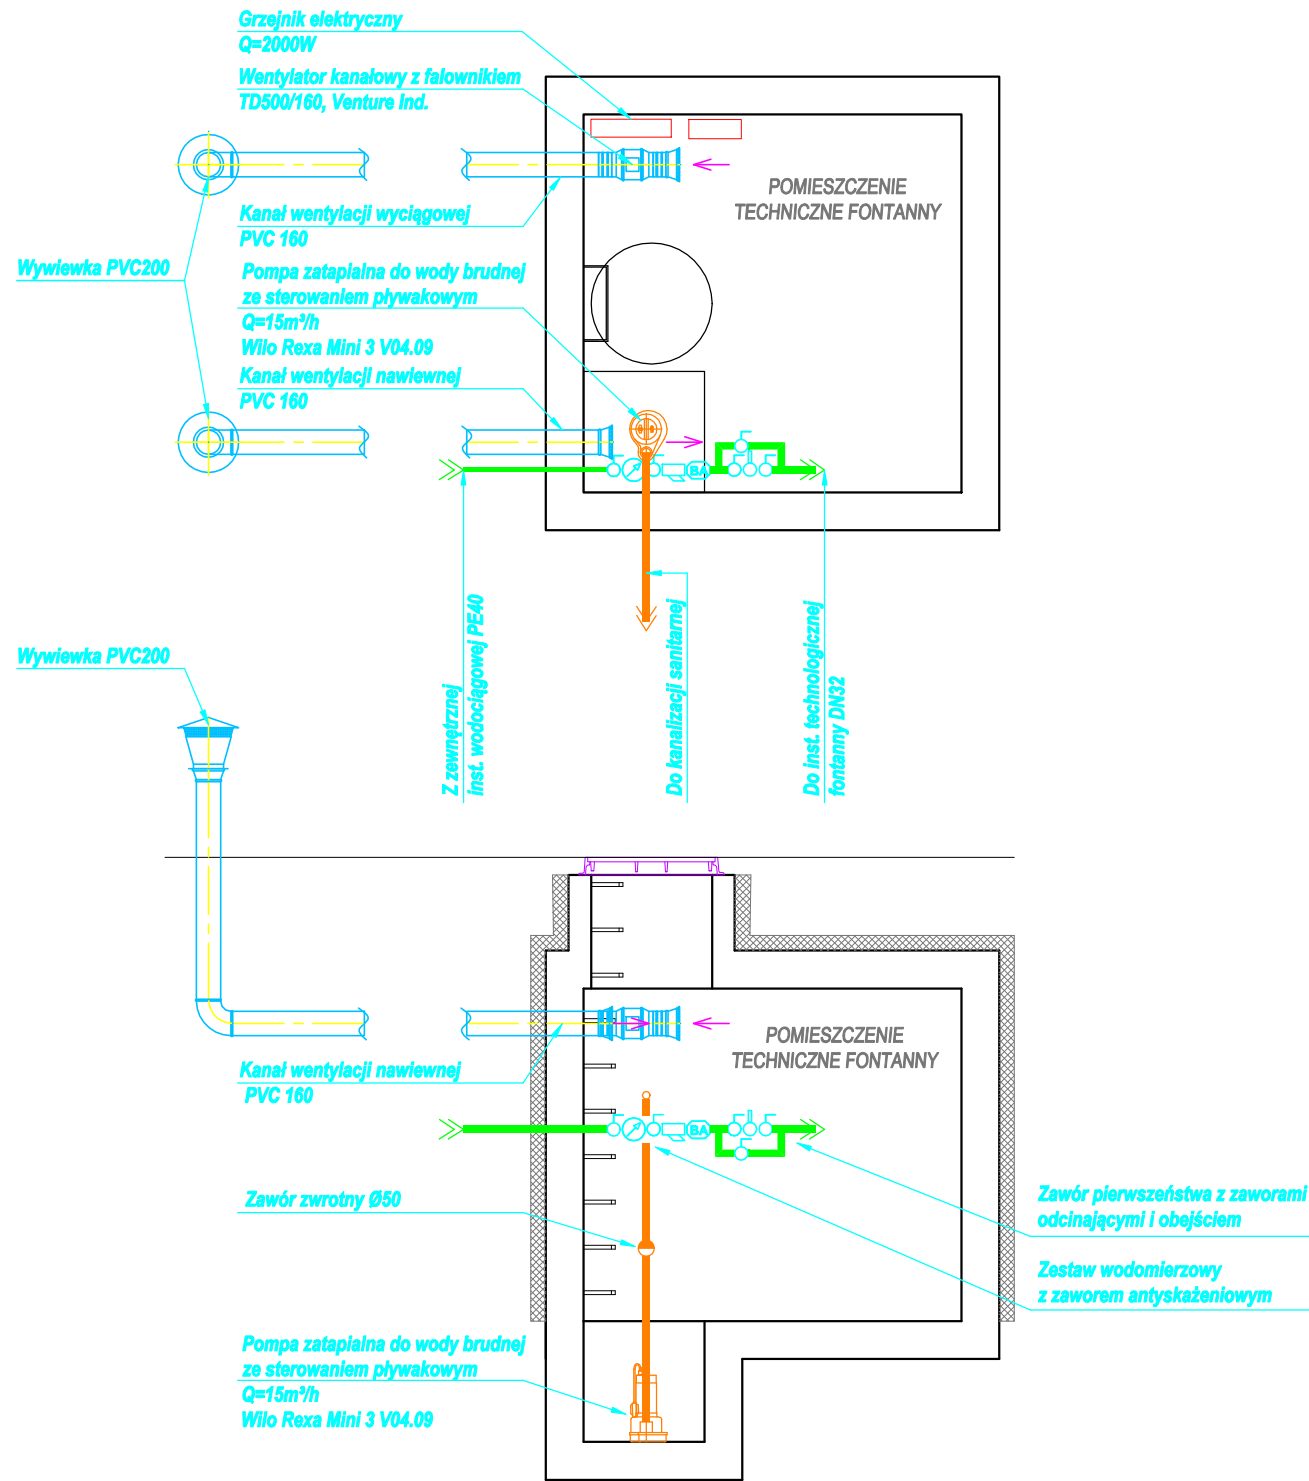 Grzejnik elektryczny
Q=2000W
Wentylator kanałowy z falownikiem
TD500/160, Venture Ind.
POMIESZCZENIE
TECHNICZNE FONTANNY
Kanał wentylacji wyciągowej
PVC 160
Wywiewka PVC200
Pompa zatapialna do wody brudnej
ze sterowaniem pływakowym
Q=15m³/h
Wilo Rexa Mini 3 V04.09
Kanał wentylacji nawiewnej
PVC 160
BA
Z zewnętrznej
inst. wodociągowej PE40
Do kanalizacji sanitarnej
Do inst. technologicznej
fontanny DN32
Wywiewka PVC200
POMIESZCZENIE
TECHNICZNE FONTANNY
Kanał wentylacji nawiewnej
PVC 160
BA
Zawór zwrotny Ø50
Zawór pierwszeństwa z zaworami
odcinającymi i obejściem
Zestaw wodomierzowy
z zaworem antyskażeniowym
Pompa zatapialna do wody brudnej
ze sterowaniem pływakowym
Q=15m³/h
Wilo Rexa Mini 3 V04.09